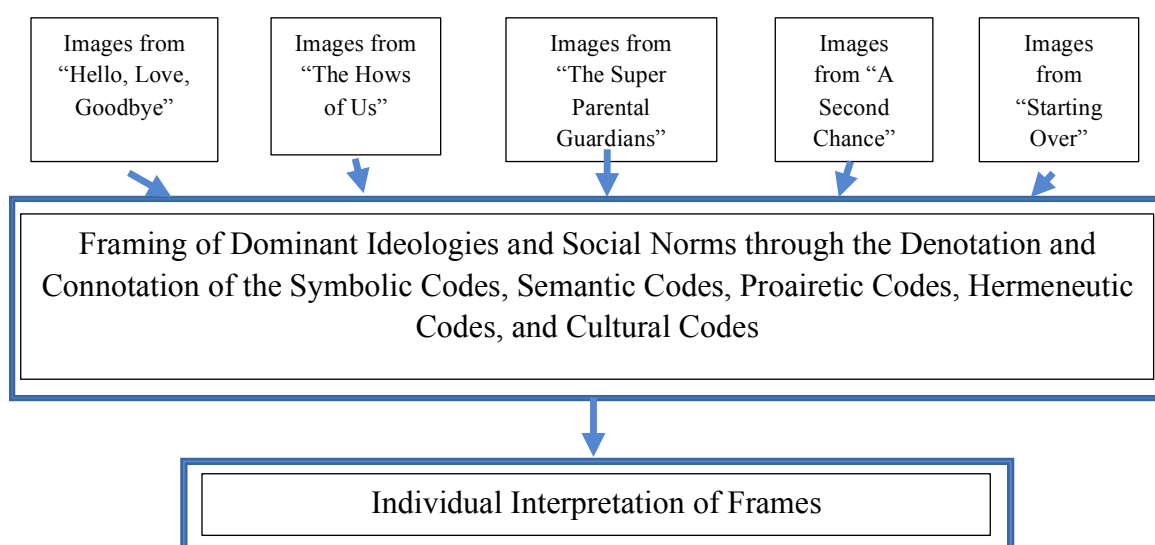 Images from
“Hello, Love,
Goodbye”
Images from
“The Hows
of Us”
Images from
“The Super
Parental
Guardians”
Images
from “A
Second
Chance”
Images
from
“Starting
Over”
Framing of Dominant Ideologies and Social Norms through the Denotation and
Connotation of the Symbolic Codes, Semantic Codes, Proairetic Codes, Hermeneutic
Codes, and Cultural Codes
Individual Interpretation of Frames